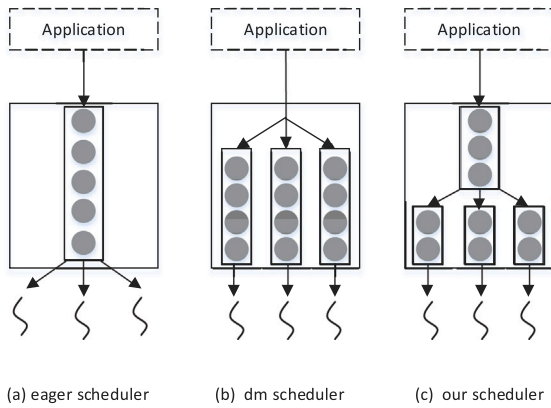 Application
Application
Application
(a) eager scheduler
(b) dm scheduler
(c) our scheduler